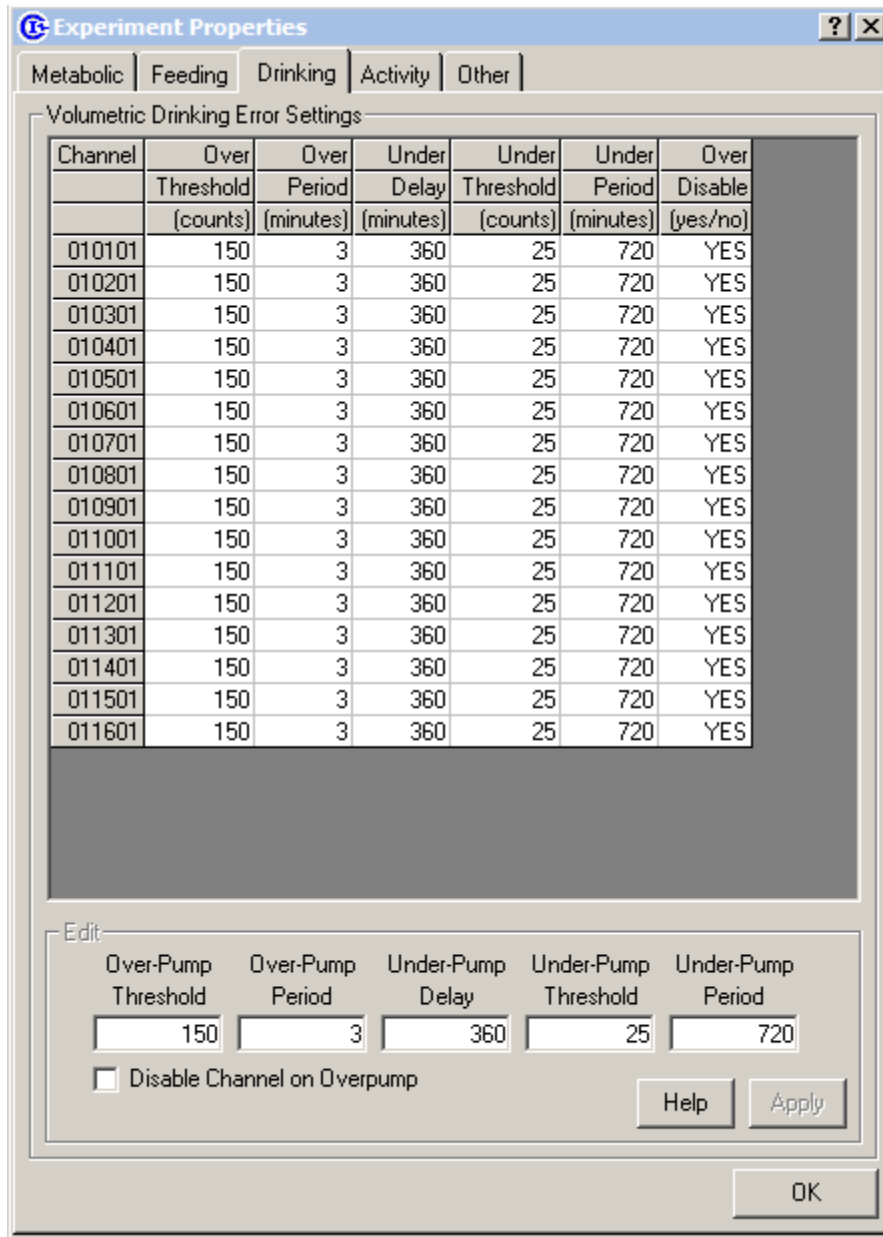 Experiment Properties
Metabolic Feeding Drinking Activity Other
Volumetric Drinking Error Settings
Channel Over Over Under Under Under Over
Threshold Period Delay Threshold Period Disable
(counts) (minutes) (minutes) (counts) (minutes) (yes/no)
010101 150 3 360 25 720 YES
010201 150 3 360 25 720 YES
010301 150 3 360 25 720 YES
010401 150 3 360 25 720 YES
010501 150 3 360 25 720 YES
010601 150 3 360 25 720 YES
010701 150 3 360 25 720 YES
010801 150 3 360 25 720 YES
010901 150 3 360 25 720 YES
011001 150 3 360 25 720 YES
011101 150 3 360 25 720 YES
011201 150 3 360 25 720 YES
011301 150 3 360 25 720 YES
011401 150 3 360 25 720 YES
011501 150 3 360 25 720 YES
011601 150 3 360 25 720 YES
Edit
Over-Pump Over-Pump Under-Pump Under-Pump Under-Pump
Threshold Period Delay Threshold Period
150 3 360 25 720
Disable Channel on Overpump
Help Apply
OK